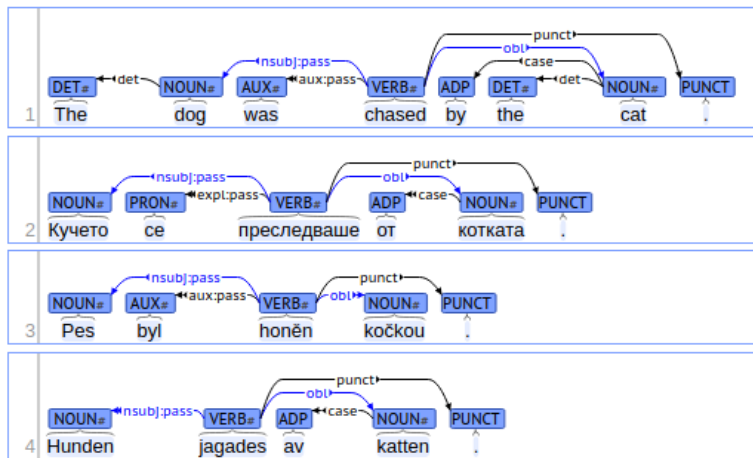 punct
obl
nsubj:pass case
det aux:pass det
DET# NOUN# AUX# VERB# ADP DET# NOUN# PUNCT
1 The dog was chased by the cat .
punct
nsubj:pass obl
expl:pass case
NOUN# PRON# VERB# ADP NOUN# PUNCT
2 Кучето се преследваше от котката .
nsubj:pass punct
aux:pass obl
NOUN# AUX# VERB# NOUN# PUNCT
3 Pes byl honěn kočkou .
punct
obl
nsubj:pass case
NOUN# VERB# ADP NOUN# PUNCT
4 Hunden jagades av katten .